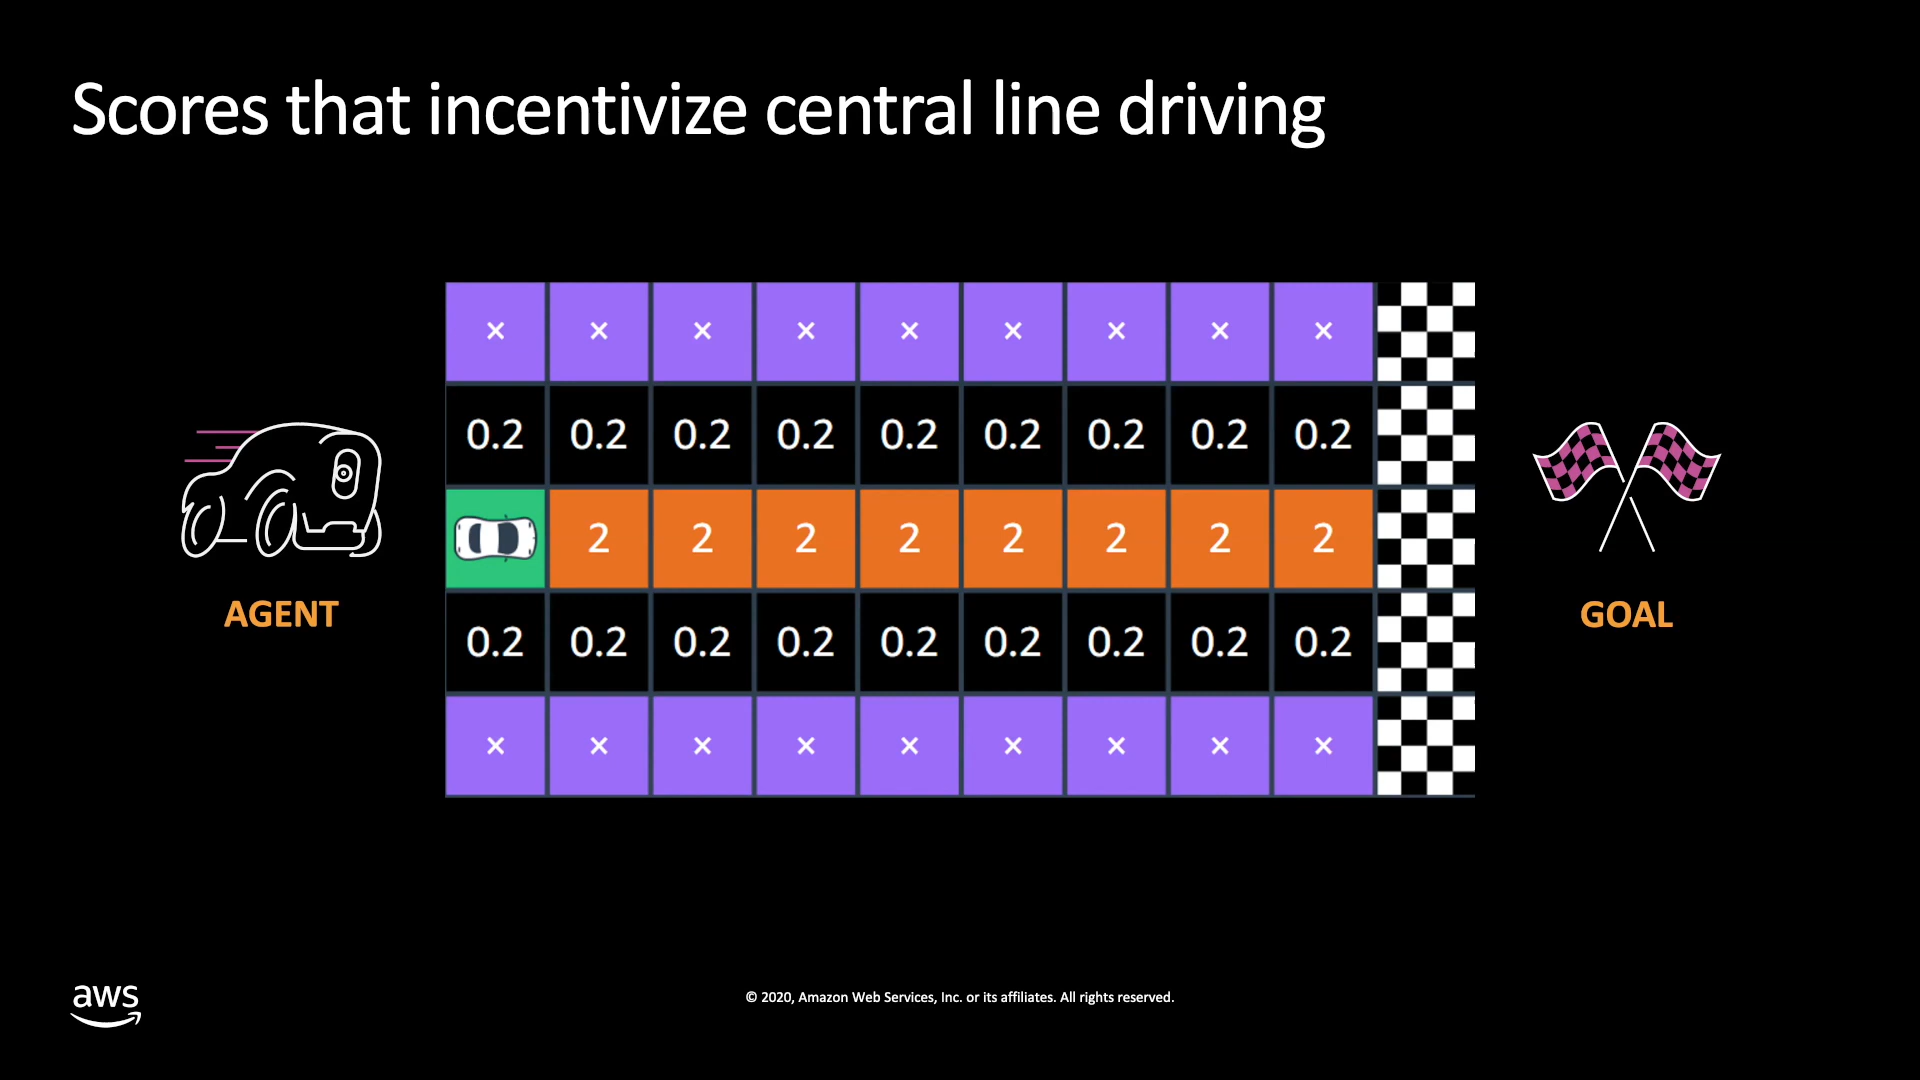 Scores that incentivize central line driving
× × × × × × × × ×
0.2 0.2 0.2 0.2 0.2 0.2 0.2 0.2 0.2
2 2 2 2 2 2 2 2
AGENT
GOAL
0.2 0.2 0.2 0.2 0.2 0.2 0.2 0.2 0.2
× × × × × × × × ×
aws
© 2020, Amazon Web Services, Inc. or its affiliates. All rights reserved.